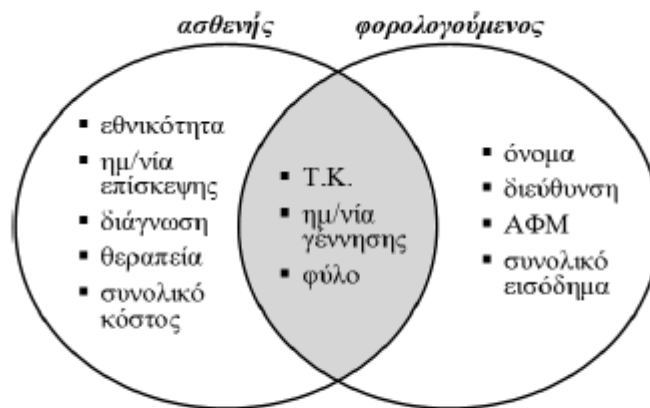 ασθενής
φορολογούμενος
▪ εθνικότητα
▪ ημ/νία
επίσκεψης
▪ διάγνωση
▪ θεραπεία
▪ συνολικό
κόστος
▪ Τ.Κ.
▪ ημ/νία
γέννησης
▪ φύλο
▪ όνομα
▪ διεύθυνση
▪ ΑΦΜ
▪ συνολικό
εισόδημα